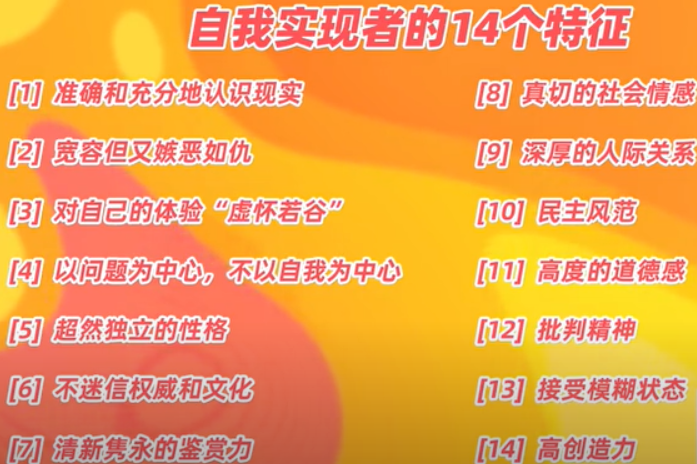 自我实现者的14个特征
[1] 准确和充分地认识现实
[2] 宽容但又嫉恶如仇
[3] 对自己的体验“虚怀若谷”
[4] 以问题为中心，不以自我为中心
[5] 超然独立的性格
[6] 不迷信权威和文化
[7] 清新隽永的鉴赏力
[8] 真切的社会情感
[9] 深厚的人际关系
[10] 民主风范
[11] 高度的道德感
[12] 批判精神
[13] 接受模糊状态
[14] 高创造力